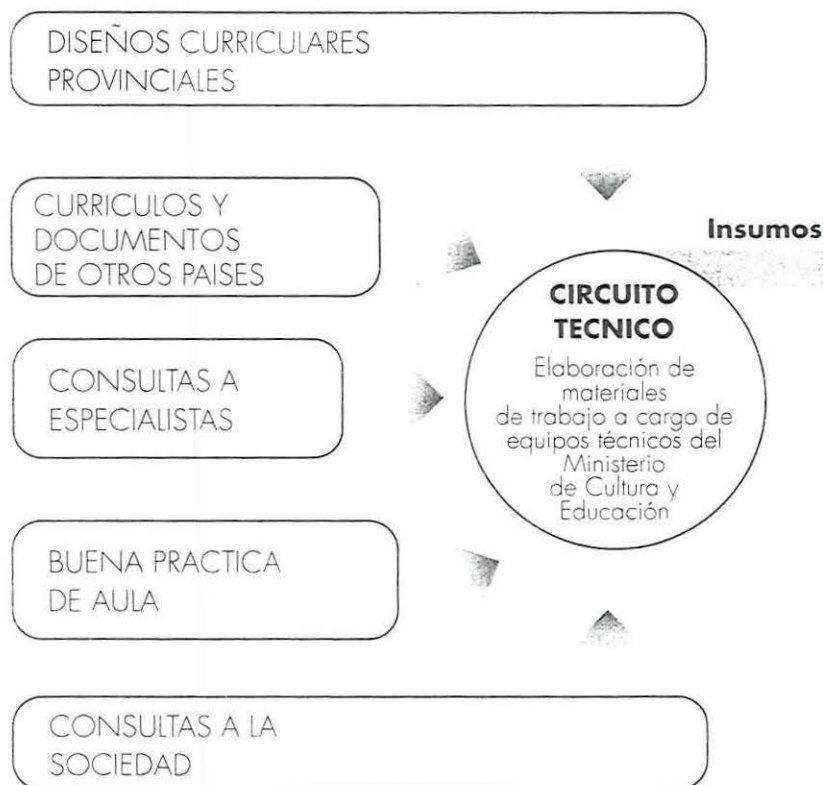 DISEÑOS CURRICULARES
PROVINCIALES
CURRICULOS Y
DOCUMENTOS
DE OTROS PAISES
CONSULTAS A
ESPECIALISTAS
BUENA PRACTICA
DE AULA
CONSULTAS A LA
SOCIEDAD
Insumos
CIRCUITO
TECNICO
Elaboración de
materiales
de trabajo a cargo de
equipos técnicos del
Ministerio
de Cultura y
Educación